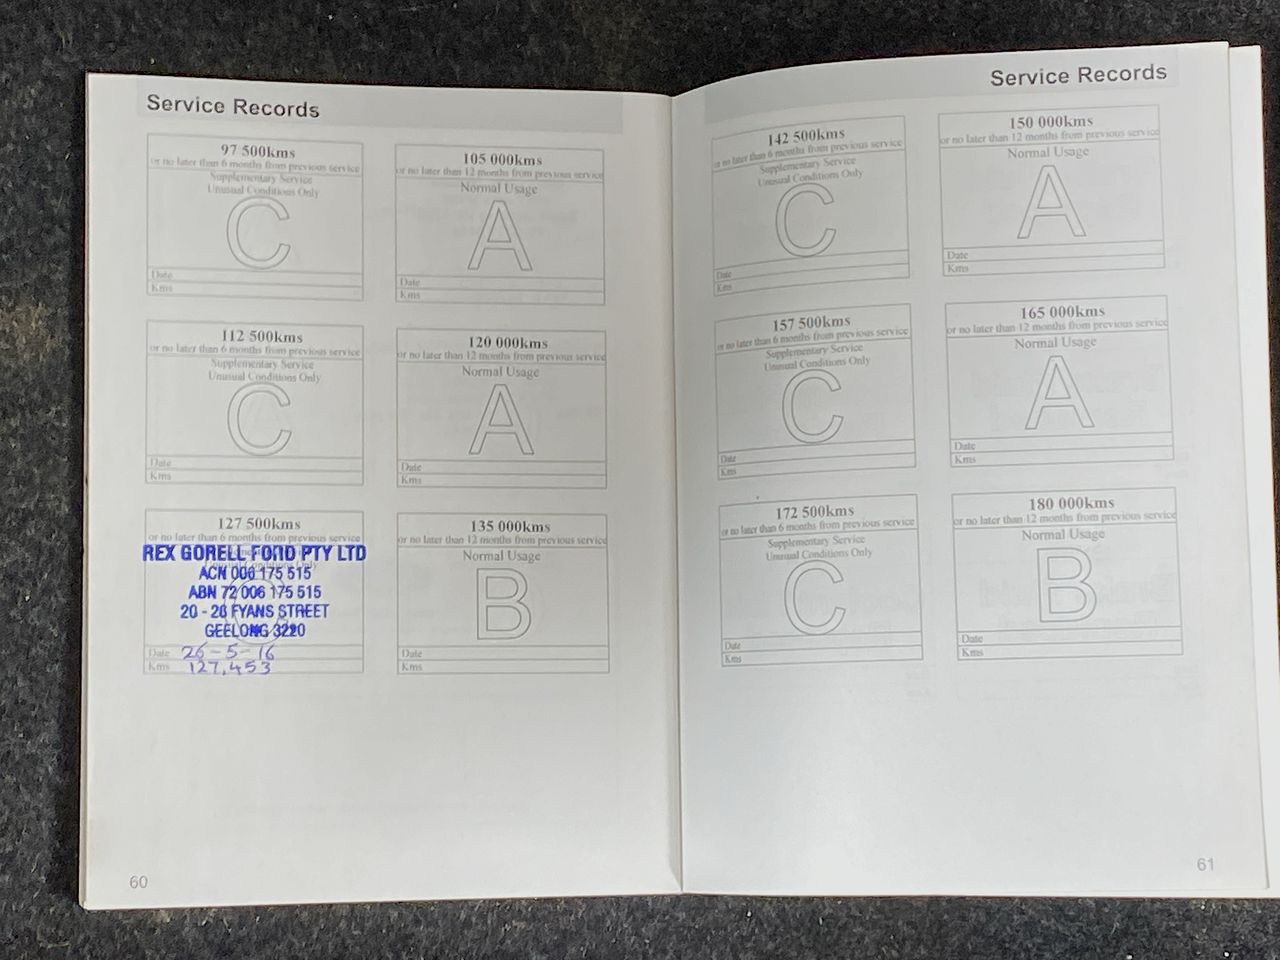 Service Records
97 500kms
or no later than 6 months from previous service
Supplementary Service
Unusual Conditions Only
C
Date
Kms
105 000kms
or no later than 12 months from previous service
Normal Usage
A
Date
Kms
112 500kms
or no later than 6 months from previous service
Supplementary Service
Unusual Conditions Only
C
Date
Kms
120 000kms
or no later than 12 months from previous service
Normal Usage
A
Date
Kms
127 500kms
or no later than 6 months from previous service
REX GORELL FORD PTY LTD
ACN 006 175 515
ABN 72 006 175 515
20 - 26 FYANS STREET
GEELONG 3220
Date 26-5-16
Kms 127,453
135 000kms
or no later than 12 months from previous service
Normal Usage
B
Date
Kms
60
Service Records
142 500kms
or no later than 6 months from previous service
Supplementary Service
Unusual Conditions Only
C
Date
Kms
150 000kms
or no later than 12 months from previous service
Normal Usage
A
Date
Kms
157 500kms
or no later than 6 months from previous service
Supplementary Service
Unusual Conditions Only
C
Date
Kms
165 000kms
or no later than 12 months from previous service
Normal Usage
A
Date
Kms
172 500kms
or no later than 6 months from previous service
Supplementary Service
Unusual Conditions Only
C
Date
Kms
180 000kms
or no later than 12 months from previous service
Normal Usage
B
Date
Kms
61